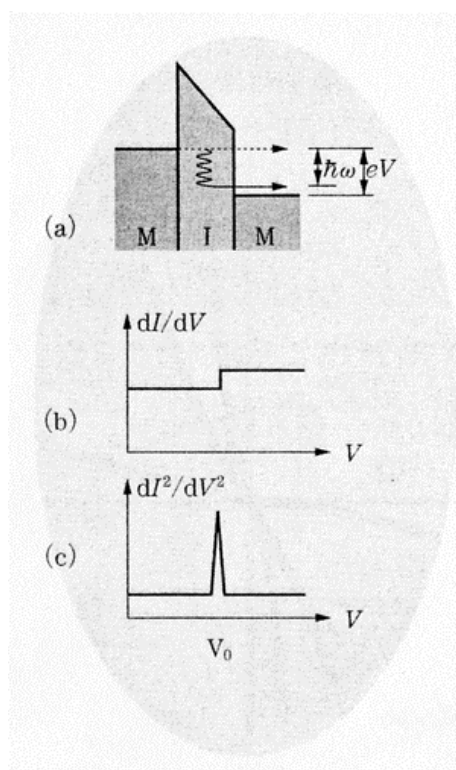 ħω eV
(a) M I M
dI/dV
(b)
V
dI²/dV²
(c)
V
V₀